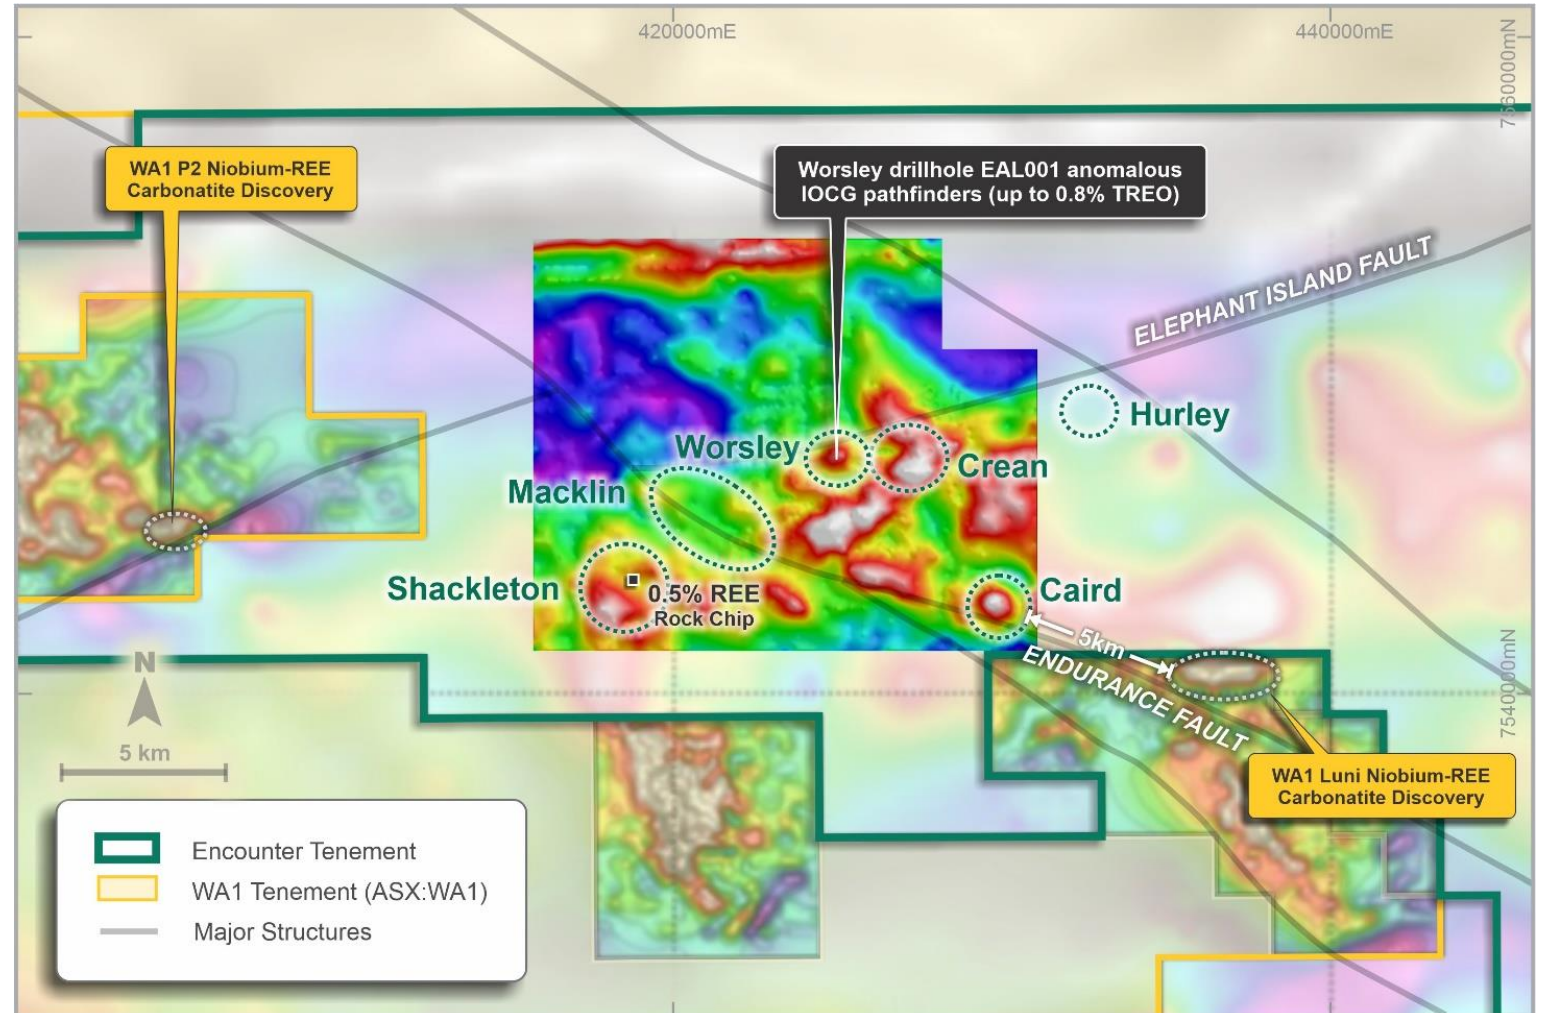 420000mE
440000mE
7560000mN
WA1 P2 Niobium-REE
Carbonatite Discovery
Worsley drillhole EAL001 anomalous
IOCG pathfinders (up to 0.8% TREO)
ELEPHANT ISLAND FAULT
Hurley
Worsley
Crean
Macklin
Shackleton
0.5% REE
Rock Chip
Caird
5km
ENDURANCE FAULT
7540000mN
N
5 km
WA1 Luni Niobium-REE
Carbonatite Discovery
Encounter Tenement
WA1 Tenement (ASX:WA1)
Major Structures